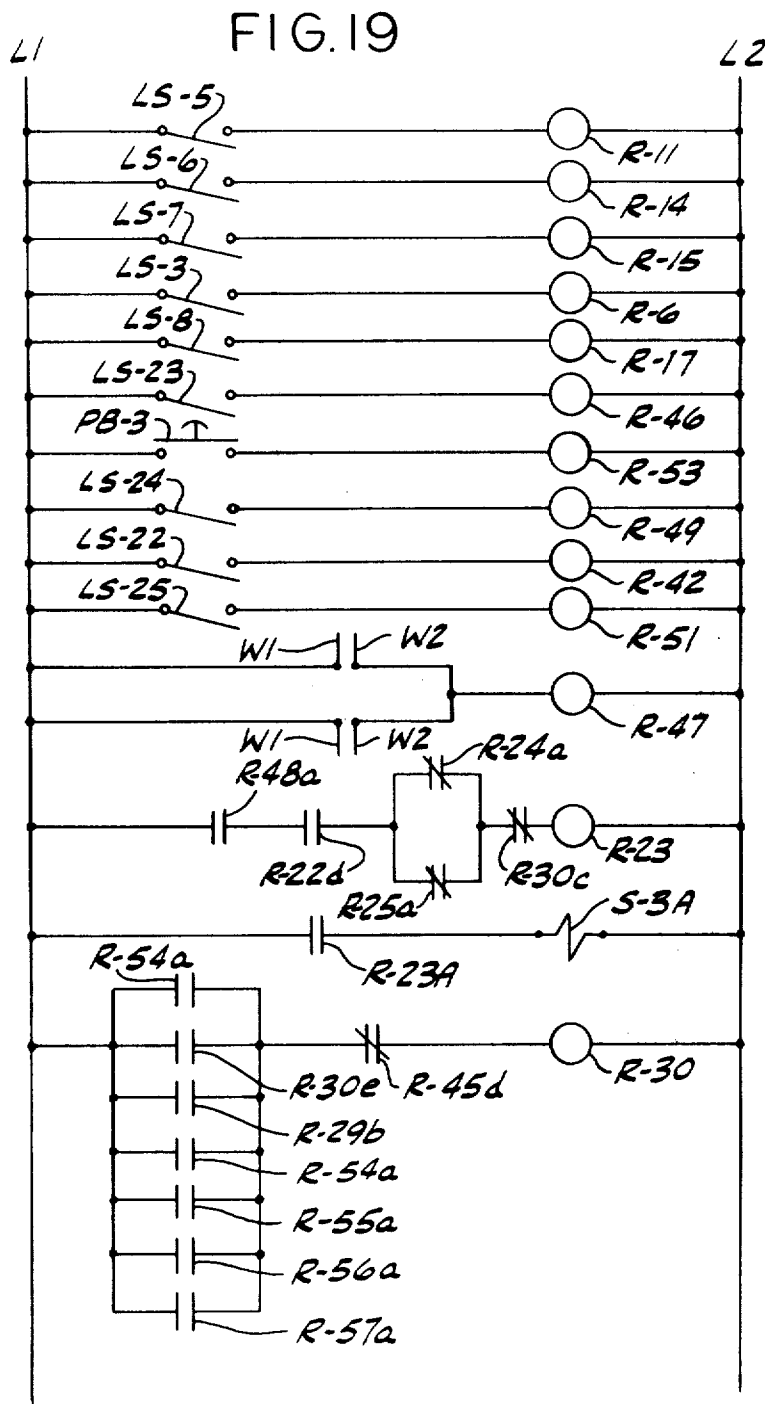 FIG.19
L1
L2
LS-5
R-11
LS-6
R-14
LS-7
R-15
LS-3
R-6
LS-8
R-17
LS-23
R-46
PB-3
R-53
LS-24
R-49
LS-22
R-42
LS-25
R-51
W1 W2
R-47
W1 W2
R-24a
R-48a
R-22d
R-25a
R-30c
R-23
S-3A
R-23A
R-54a
R-30e
R-45d
R-30
R-29b
R-54a
R-55a
R-56a
R-57a